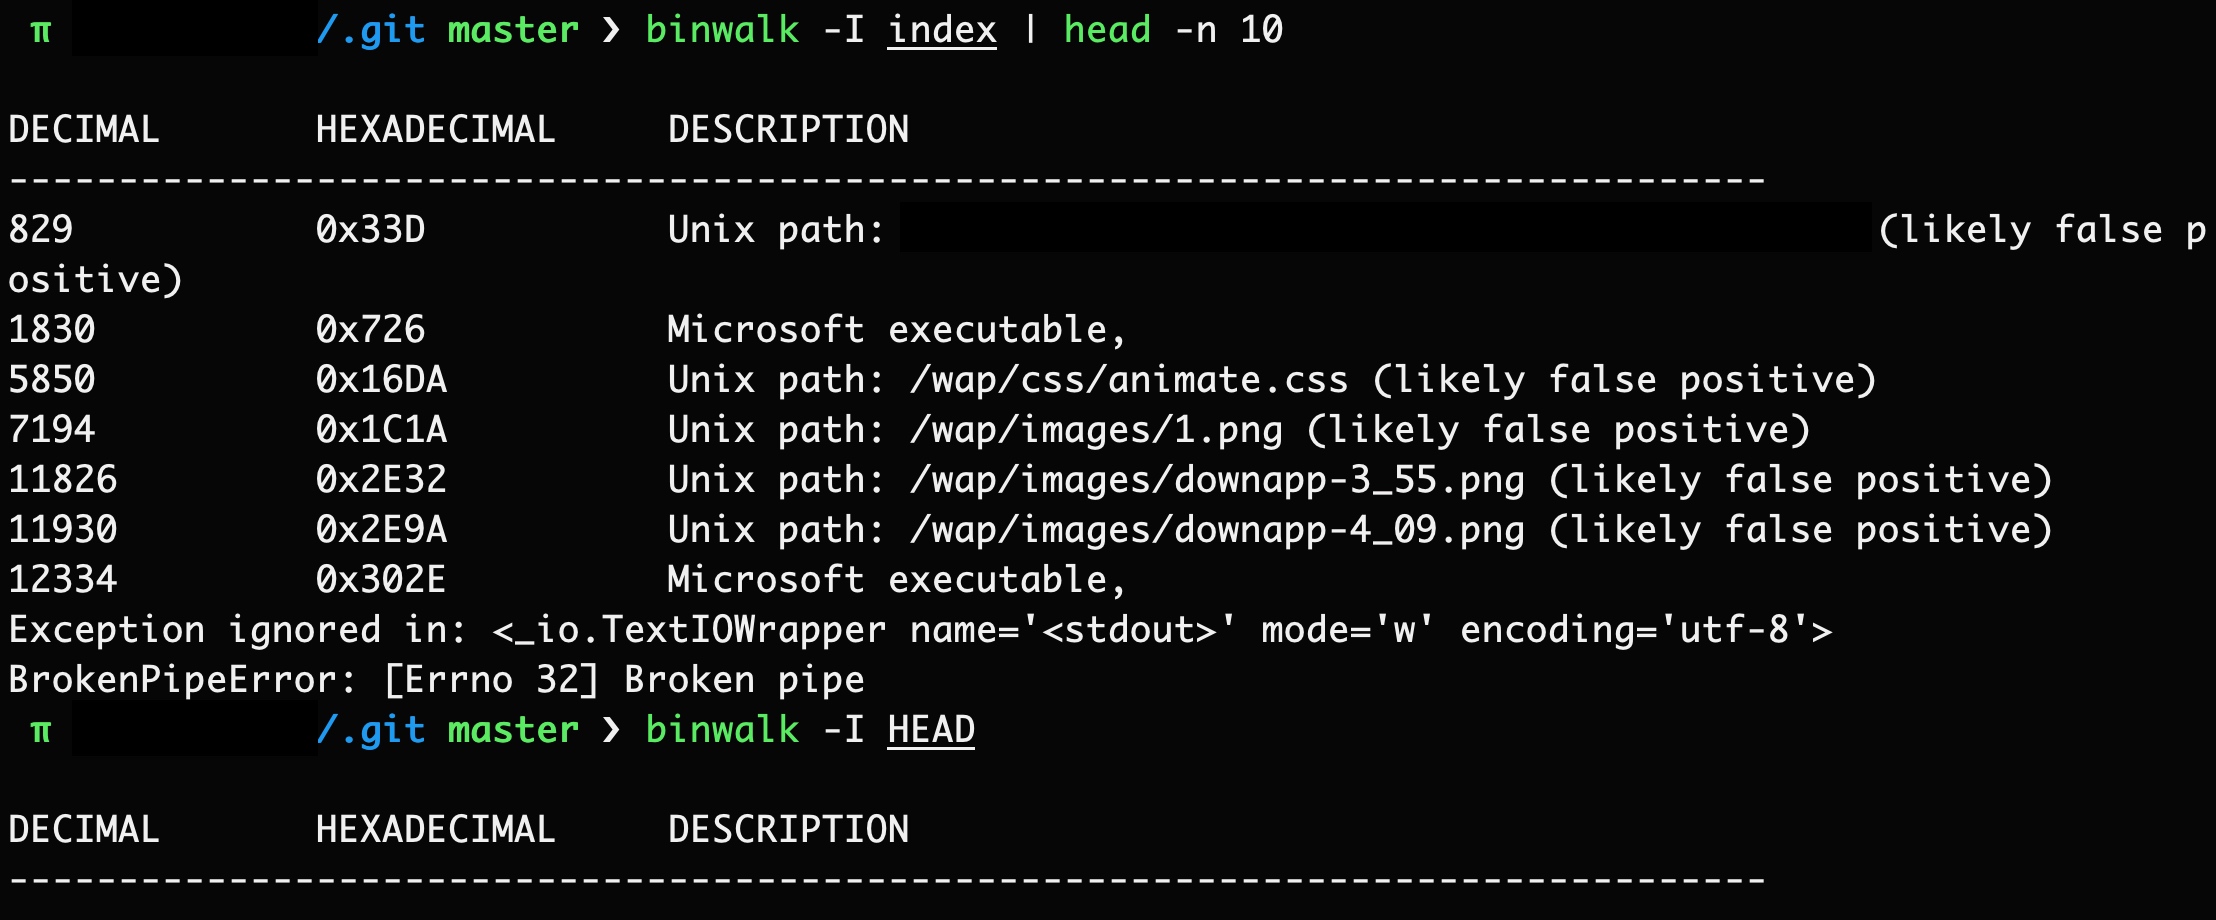 π /.git master ❯ binwalk -I index | head -n 10
DECIMAL HEXADECIMAL DESCRIPTION
--------------------------------------------------------------------------------
829 0x33D Unix path: (likely false p
ositive)
1830 0x726 Microsoft executable,
5850 0x16DA Unix path: /wap/css/animate.css (likely false positive)
7194 0x1C1A Unix path: /wap/images/1.png (likely false positive)
11826 0x2E32 Unix path: /wap/images/downapp-3_55.png (likely false positive)
11930 0x2E9A Unix path: /wap/images/downapp-4_09.png (likely false positive)
12334 0x302E Microsoft executable,
Exception ignored in: <_io.TextIOWrapper name='<stdout>' mode='w' encoding='utf-8'>
BrokenPipeError: [Errno 32] Broken pipe
π /.git master ❯ binwalk -I HEAD
DECIMAL HEXADECIMAL DESCRIPTION
--------------------------------------------------------------------------------